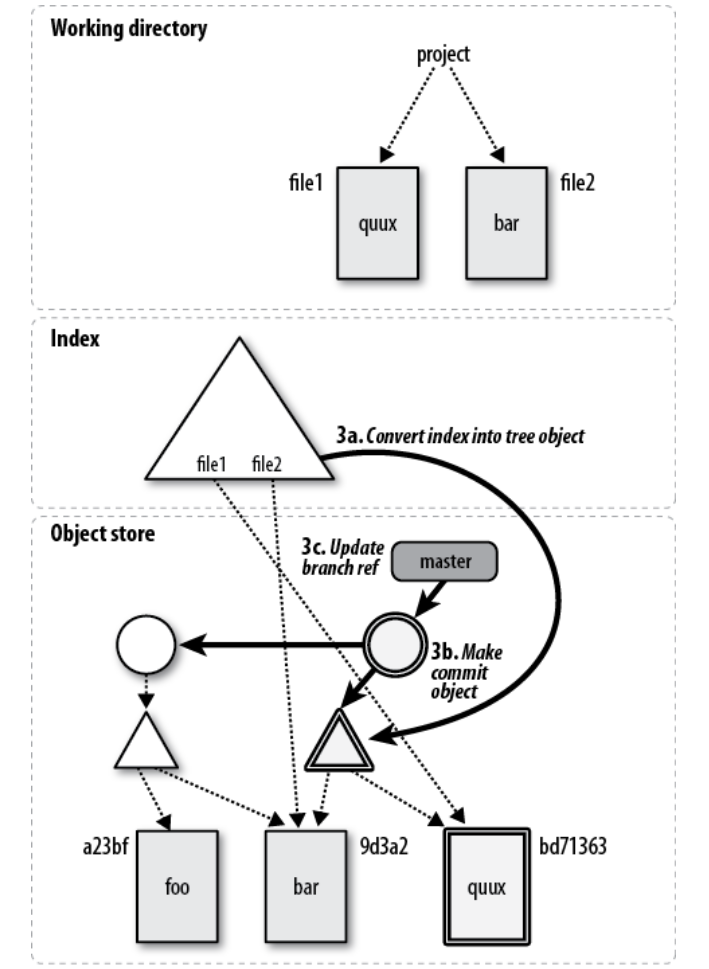 Working directory
project
file1
quux
bar
file2
Index
3a. Convert index into tree object
file1
file2
Object store
3c. Update
branch ref
master
3b. Make
commit
object
a23bf
foo
bar
9d3a2
quux
bd71363